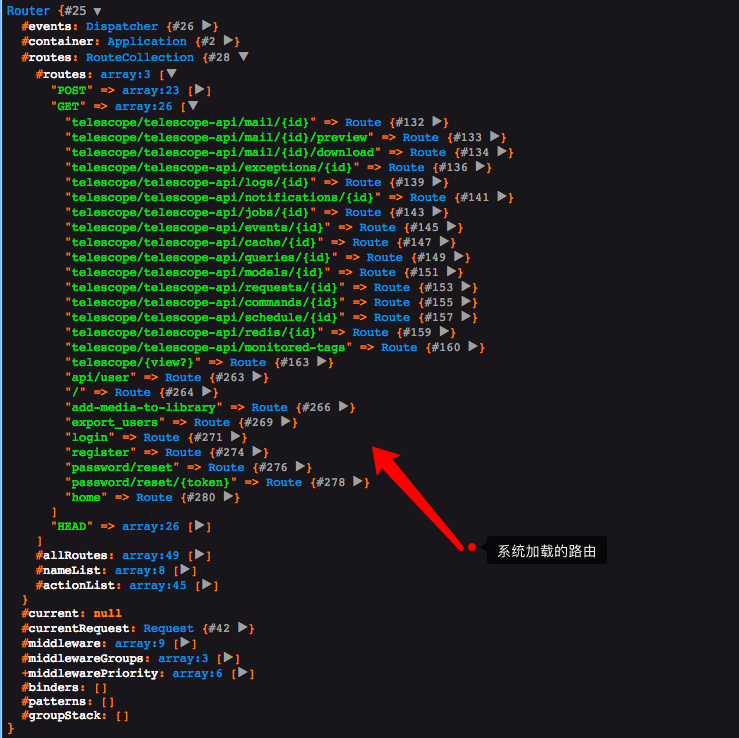 Router {#25 ▼
#events: Dispatcher {#26 ▶}
#container: Application {#2 ▶}
#routes: RouteCollection {#28 ▼
#routes: array:3 [▼
"POST" => array:23 [▶]
"GET" => array:26 [▼
"telescope/telescope-api/mail/{id}" => Route {#132 ▶}
"telescope/telescope-api/mail/{id}/preview" => Route {#133 ▶}
"telescope/telescope-api/mail/{id}/download" => Route {#134 ▶}
"telescope/telescope-api/exceptions/{id}" => Route {#136 ▶}
"telescope/telescope-api/logs/{id}" => Route {#139 ▶}
"telescope/telescope-api/notifications/{id}" => Route {#141 ▶}
"telescope/telescope-api/jobs/{id}" => Route {#143 ▶}
"telescope/telescope-api/events/{id}" => Route {#145 ▶}
"telescope/telescope-api/cache/{id}" => Route {#147 ▶}
"telescope/telescope-api/queries/{id}" => Route {#149 ▶}
"telescope/telescope-api/models/{id}" => Route {#151 ▶}
"telescope/telescope-api/requests/{id}" => Route {#153 ▶}
"telescope/telescope-api/commands/{id}" => Route {#155 ▶}
"telescope/telescope-api/schedule/{id}" => Route {#157 ▶}
"telescope/telescope-api/redis/{id}" => Route {#159 ▶}
"telescope/telescope-api/monitored-tags" => Route {#160 ▶}
"telescope/{view?}" => Route {#163 ▶}
"api/user" => Route {#263 ▶}
"/" => Route {#264 ▶}
"add-media-to-library" => Route {#266 ▶}
"export_users" => Route {#269 ▶}
"login" => Route {#271 ▶}
"register" => Route {#274 ▶}
"password/reset" => Route {#276 ▶}
"password/reset/{token}" => Route {#278 ▶}
"home" => Route {#280 ▶}
]
"HEAD" => array:26 [▶]
]
系统加载的路由
#allRoutes: array:49 [▶]
#nameList: array:8 [▶]
#actionList: array:45 [▶]
}
#current: null
#currentRequest: Request {#42 ▶}
#middleware: array:9 [▶]
#middlewareGroups: array:3 [▶]
+middlewarePriority: array:6 [▶]
#binders: []
#patterns: []
#groupStack: []
}